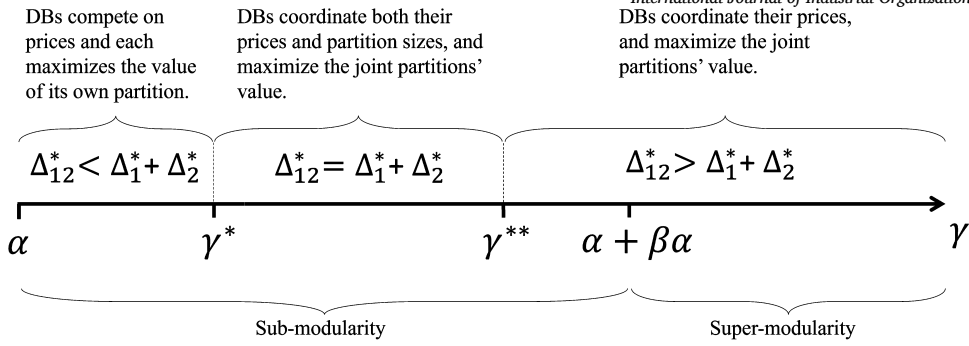 International Journal of Industrial Organization
DBs compete on
prices and each
maximizes the value
of its own partition.
DBs coordinate both their
prices and partition sizes, and
maximize the joint partitions’
value.
DBs coordinate their prices,
and maximize the joint
partitions’ value.
Δ*12 < Δ*1 + Δ*2
Δ*12 = Δ*1 + Δ*2
Δ*12 > Δ*1 + Δ*2
α
γ*
γ**
α + βα
γ
Sub-modularity
Super-modularity